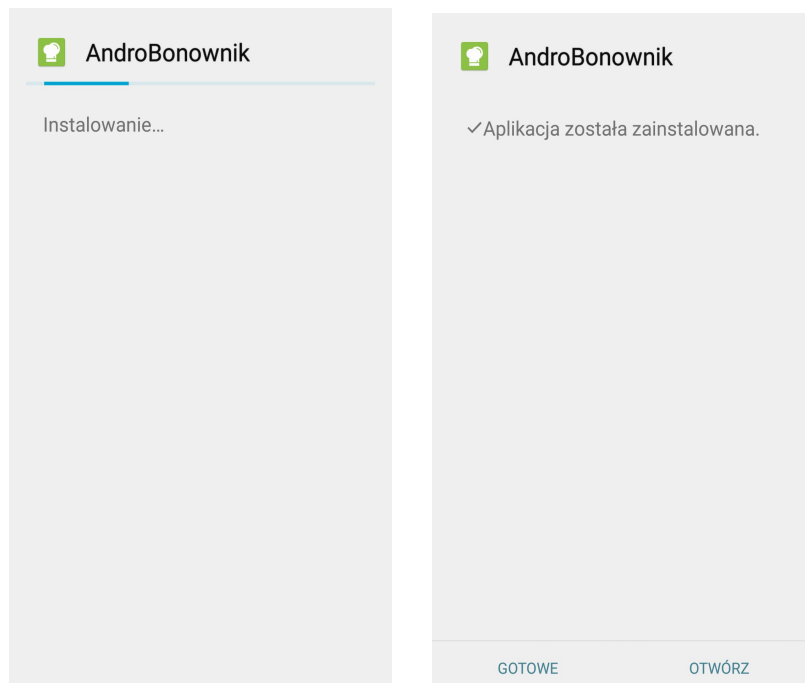 AndroBonownik
Instalowanie...
AndroBonownik
✓Aplikacja została zainstalowana.
GOTOWE
OTWÓRZ